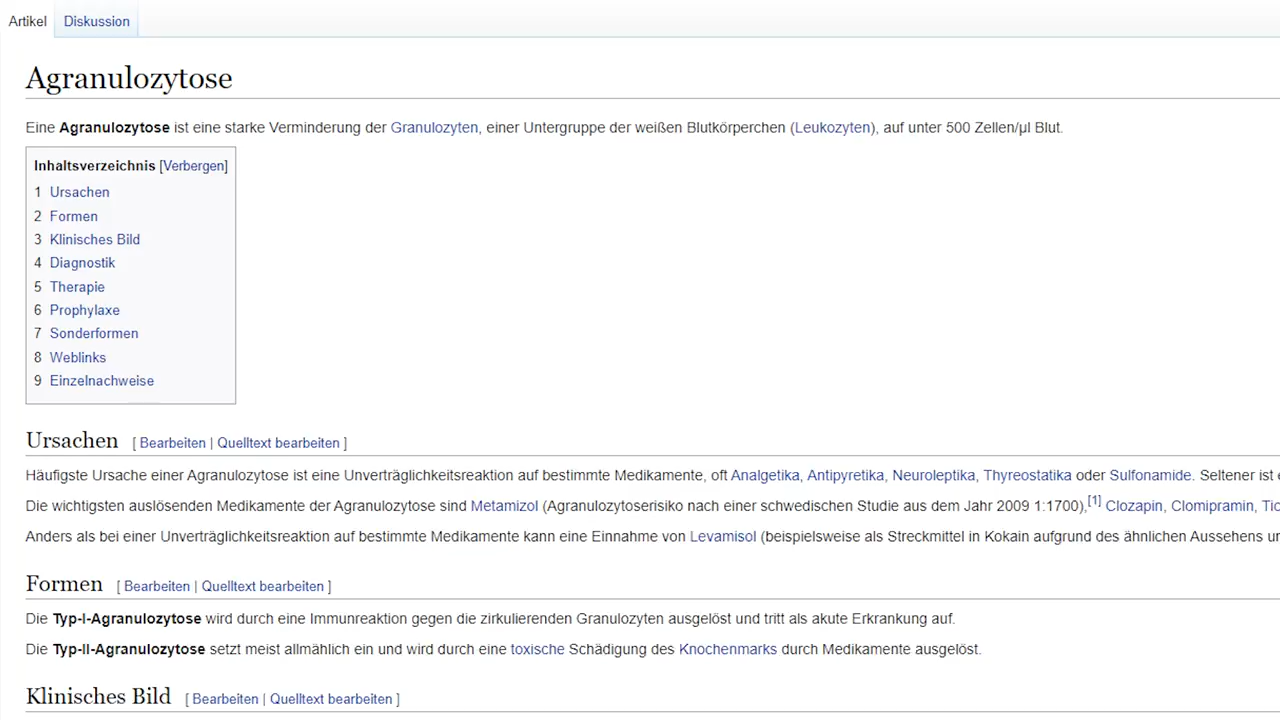 Artikel Diskussion
Agranulozytose
Eine Agranulozytose ist eine starke Verminderung der Granulozyten, einer Untergruppe der weißen Blutkörperchen (Leukozyten), auf unter 500 Zellen/µl Blut.
Inhaltsverzeichnis [Verbergen]
1 Ursachen
2 Formen
3 Klinisches Bild
4 Diagnostik
5 Therapie
6 Prophylaxe
7 Sonderformen
8 Weblinks
9 Einzelnachweise
Ursachen [ Bearbeiten | Quelltext bearbeiten ]
Häufigste Ursache einer Agranulozytose ist eine Unverträglichkeitsreaktion auf bestimmte Medikamente, oft Analgetika, Antipyretika, Neuroleptika, Thyreostatika oder Sulfonamide. Seltener ist
Die wichtigsten auslösenden Medikamente der Agranulozytose sind Metamizol (Agranulozytoserisiko nach einer schwedischen Studie aus dem Jahr 2009 1:1700),[1] Clozapin, Clomipramin,
Anders als bei einer Unverträglichkeitsreaktion auf bestimmte Medikamente kann eine Einnahme von Levamisol (beispielsweise als Streckmittel in Kokain aufgrund des ähnlichen Aussehens
Formen [ Bearbeiten | Quelltext bearbeiten ]
Die Typ-I-Agranulozytose wird durch eine Immunreaktion gegen die zirkulierenden Granulozyten ausgelöst und tritt als akute Erkrankung auf.
Die Typ-II-Agranulozytose setzt meist allmählich ein und wird durch eine toxische Schädigung des Knochenmarks durch Medikamente ausgelöst.
Klinisches Bild [ Bearbeiten | Quelltext bearbeiten ]